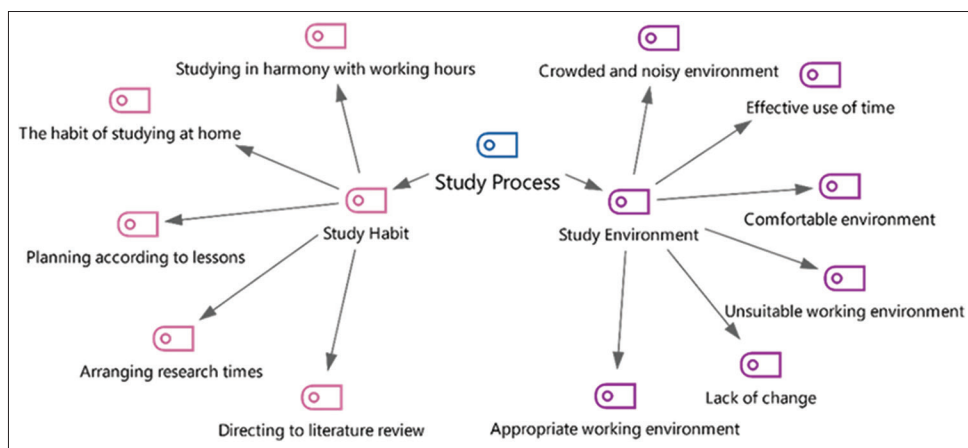 Studying in harmony with working hours
Crowded and noisy environment
Effective use of time
The habit of studying at home
Study Process
Study Habit
Study Environment
Comfortable environment
Planning according to lessons
Unsuitable working environment
Arranging research times
Lack of change
Directing to literature review
Appropriate working environment